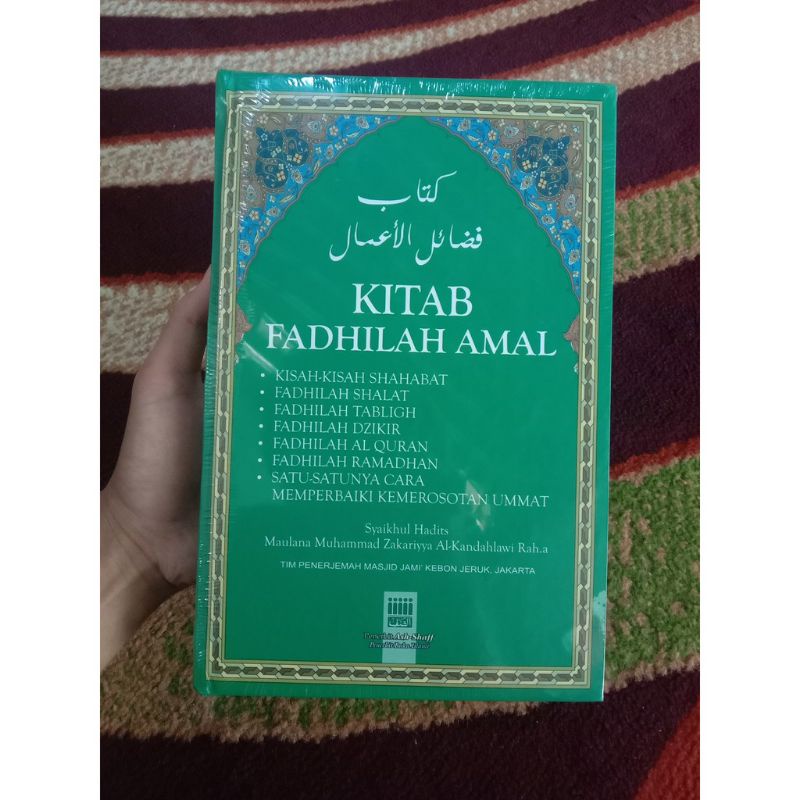 كتاب
فضائل الأعمال
KITAB
FADHILAH AMAL
• KISAH-KISAH SHAHABAT
• FADHILAH SHALAT
• FADHILAH TABLIGH
• FADHILAH DZIKIR
• FADHILAH AL QURAN
• FADHILAH RAMADHAN
• SATU-SATUNYA CARA
MEMPERBAIKI KEMEROSOTAN UMMAT
Syaikhul Hadits
Maulana Muhammad Zakariyya Al-Kandahlawi Rah.a
TIM PENERJEMAH MASJID JAMI' KEBON JERUK, JAKARTA
Penerbit Ash-Shaff